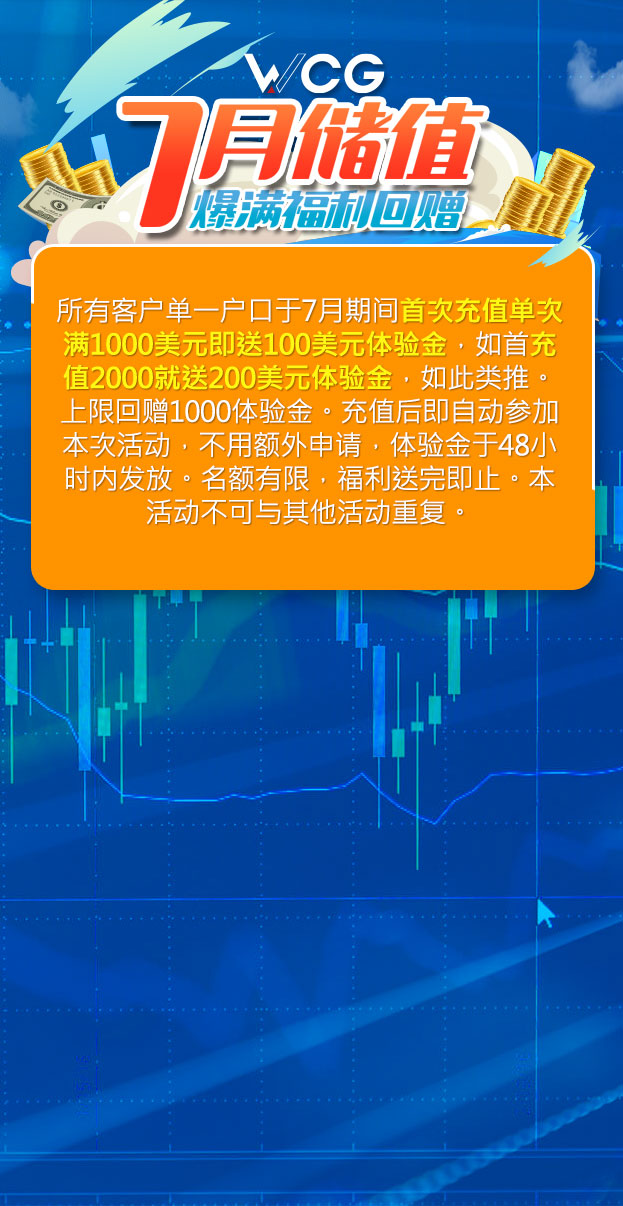 WCG
7月储值
爆满福利回赠
所有客户单一户口于7月期间首次充值单次
满1000美元即送100美元体验金，如首充
值2000就送200美元体验金，如此类推。
上限回赠1000体验金。充值后即自动参加
本次活动，不用额外申请，体验金于48小
时内发放。名额有限，福利送完即止。本
活动不可与其他活动重复。